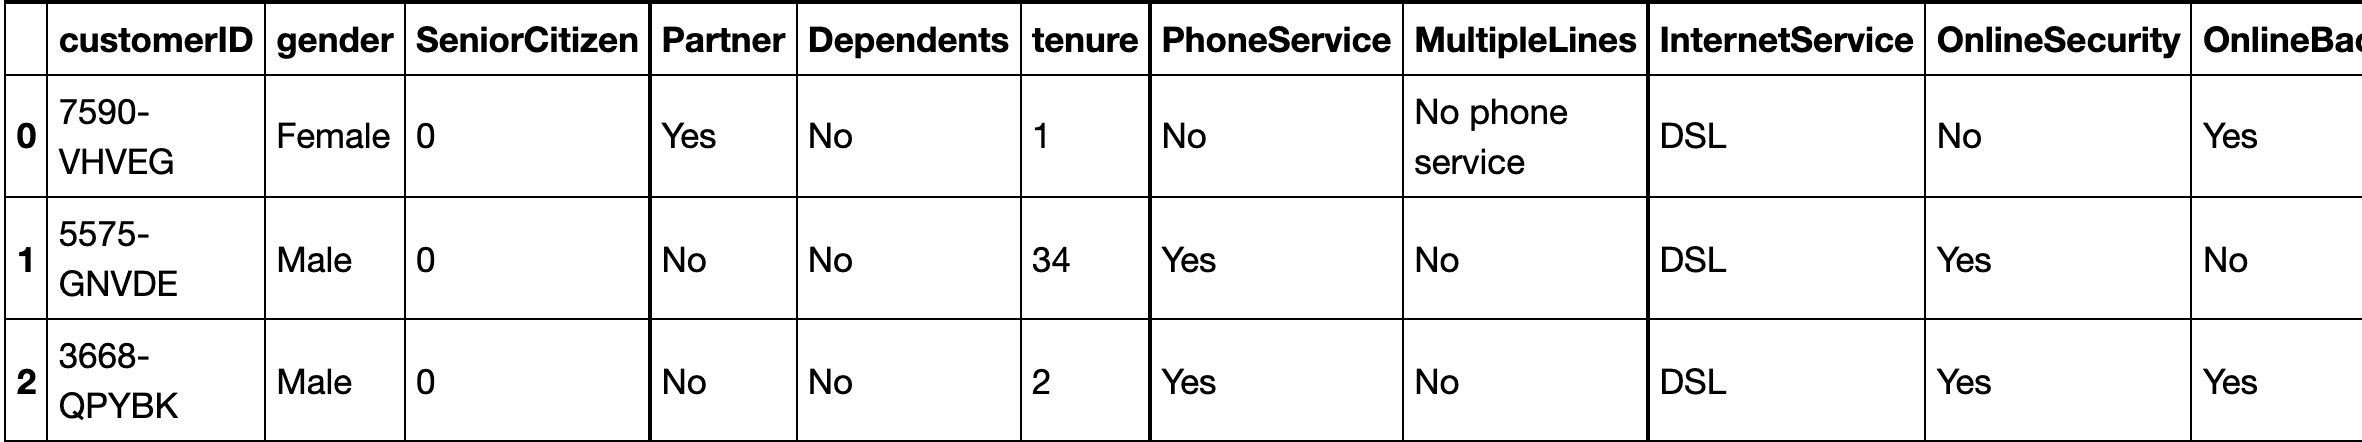 customerID gender SeniorCitizen Partner Dependents tenure PhoneService MultipleLines InternetService OnlineSecurity OnlineBac
0 7590-VHVEG Female 0 Yes No 1 No No phone service DSL No Yes
1 5575-GNVDE Male 0 No No 34 Yes No DSL Yes No
2 3668-QPYBK Male 0 No No 2 Yes No DSL Yes Yes